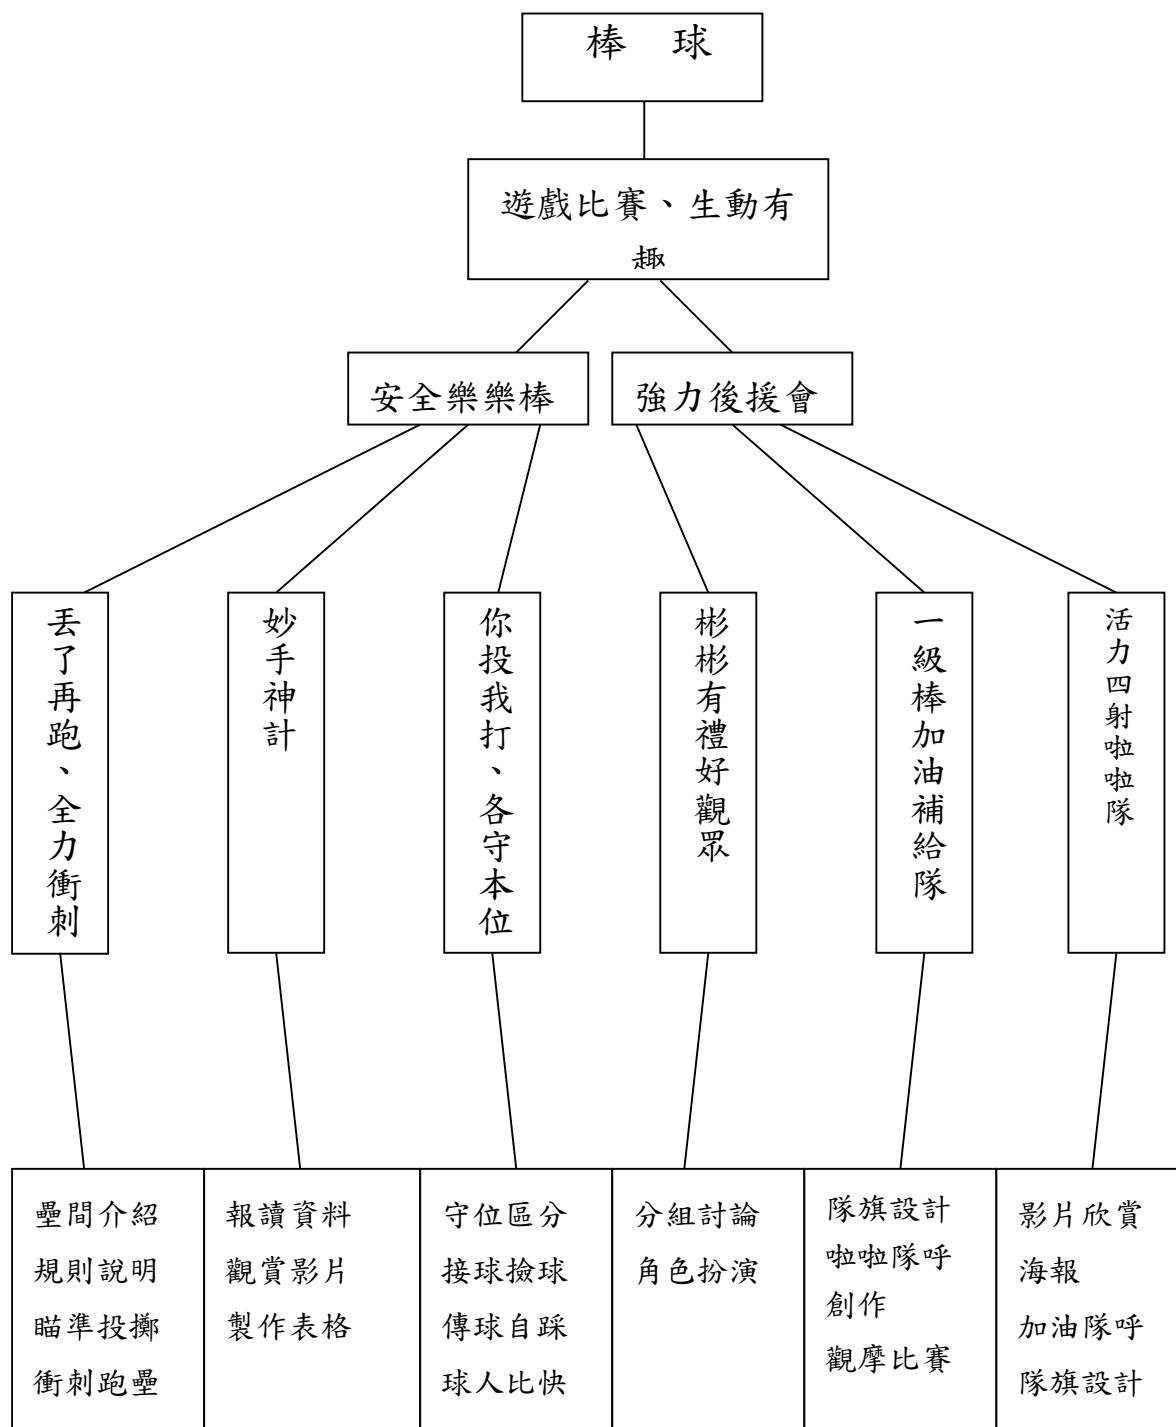 棒 球
遊戲比賽、生動有
趣
安全樂樂棒
強力後援會
丟了再跑、全力衝刺
妙手神計
你投我打、各守本位
彬彬有禮好觀眾
一級棒加油補給隊
活力四射啦啦隊
壘間介紹
規則說明
瞄準投擲
衝刺跑壘
報讀資料
觀賞影片
製作表格
守位區分
接球撿球
傳球自踩
球人比快
分組討論
角色扮演
隊旗設計
啦啦隊呼
創作
觀摩比賽
影片欣賞
海報
加油隊呼
隊旗設計